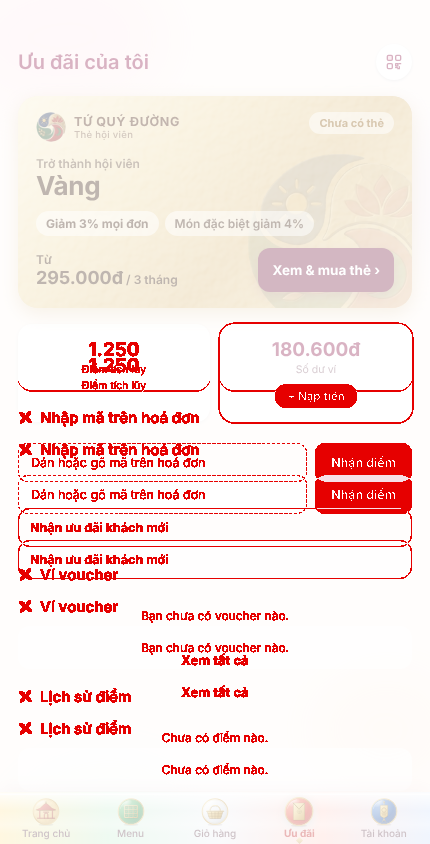 Ưu đãi của tôi
TỨ QUÝ ĐƯỜNG
Thẻ hội viên
Chưa có thẻ
Trở thành hội viên
Vàng
Giảm 3% mọi đơn
Món đặc biệt giảm 4%
Từ
295.000đ / 3 tháng
Xem & mua thẻ ›
1.250
1.250
Điểm tích lũy
Điểm tích lũy
180.600đ
Số dư ví
+ Nạp tiền
Nhập mã trên hoá đơn
Nhập mã trên hoá đơn
Dán hoặc gõ mã trên hoá đơn
Nhận điểm
Dán hoặc gõ mã trên hoá đơn
Nhận điểm
Nhận ưu đãi khách mới
Nhận ưu đãi khách mới
Ví voucher
Ví voucher
Bạn chưa có voucher nào.
Bạn chưa có voucher nào.
Xem tất cả
Xem tất cả
Lịch sử điểm
Lịch sử điểm
Chưa có điểm nào.
Chưa có điểm nào.
Trang chủ
Menu
Giỏ hàng
Ưu đãi
Tài khoản